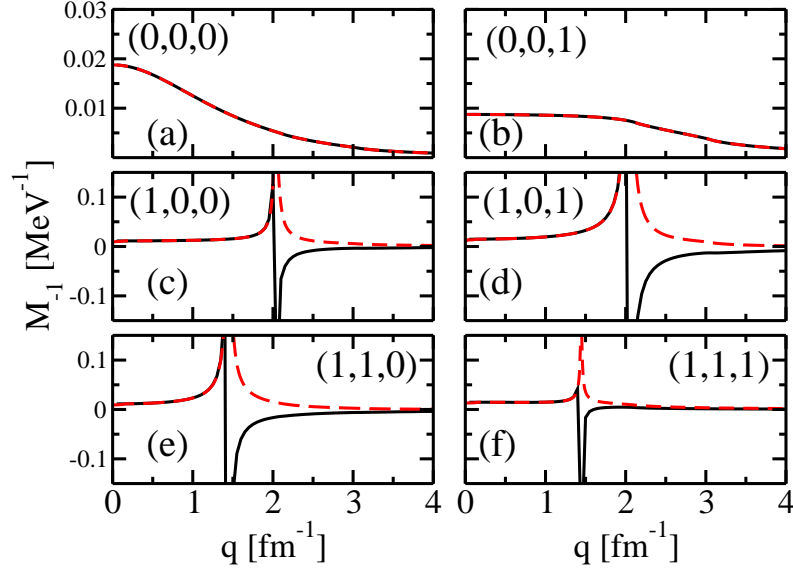 0.03
0.02
0.01
(0,0,0)
(a)
(0,0,1)
(b)
M-1 [MeV-1]
0.1
0
-0.1
(1,0,0)
(c)
(1,0,1)
(d)
0.1
0
-0.1
(1,1,0)
(e)
(1,1,1)
(f)
0 1 2 3 4
0 1 2 3 4
q [fm-1]
q [fm-1]